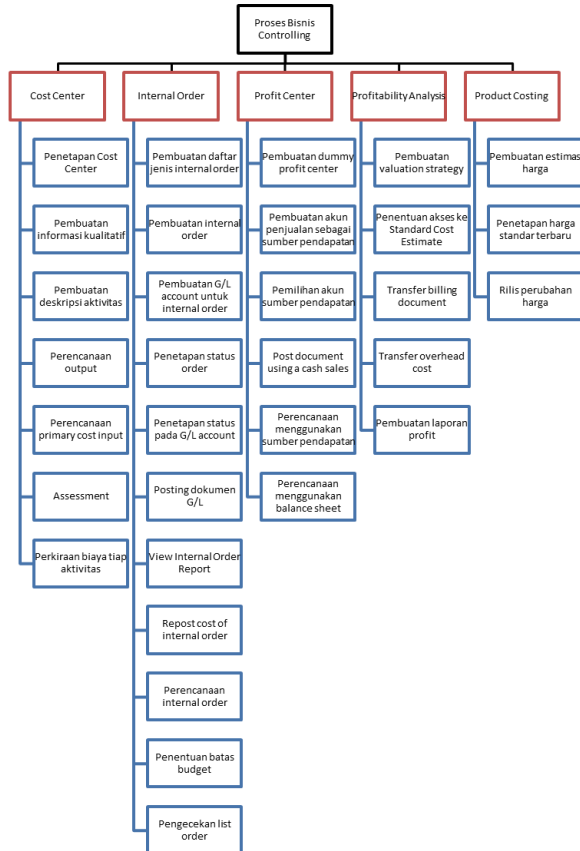 Proses Bisnis
Controlling
Cost Center
Internal Order
Profit Center
Profitability Analysis
Product Costing
Penetapan Cost
Center
Pembuatan
informasi kualitatif
Pembuatan
deskripsi aktivitas
Perencanaan
output
Perencanaan
primary cost input
Assessment
Perkiraan biaya tiap
aktivitas
Pembuatan daftar
jenis internal order
Pembuatan internal
order
Pembuatan G/L
account untuk
internal order
Penetapan status
order
Penetapan status
pada G/L account
Posting dokumen
G/L
View Internal Order
Report
Repost cost of
internal order
Perencanaan
internal order
Penentuan batas
budget
Pengecekan list
order
Pembuatan dummy
profit center
Pembuatan akun
penjualan sebagai
sumber pendapatan
Pemilihan akun
sumber pendapatan
Post document
using a cash sales
Perencanaan
menggunakan
sumber pendapatan
Perencanaan
menggunakan
balance sheet
Pembuatan
valuation strategy
Penentuan akses ke
Standard Cost
Estimate
Transfer billing
document
Transfer overhead
cost
Pembuatan laporan
profit
Pembuatan estimas
harga
Penetapan harga
standar terbaru
Rilis perubahan
harga